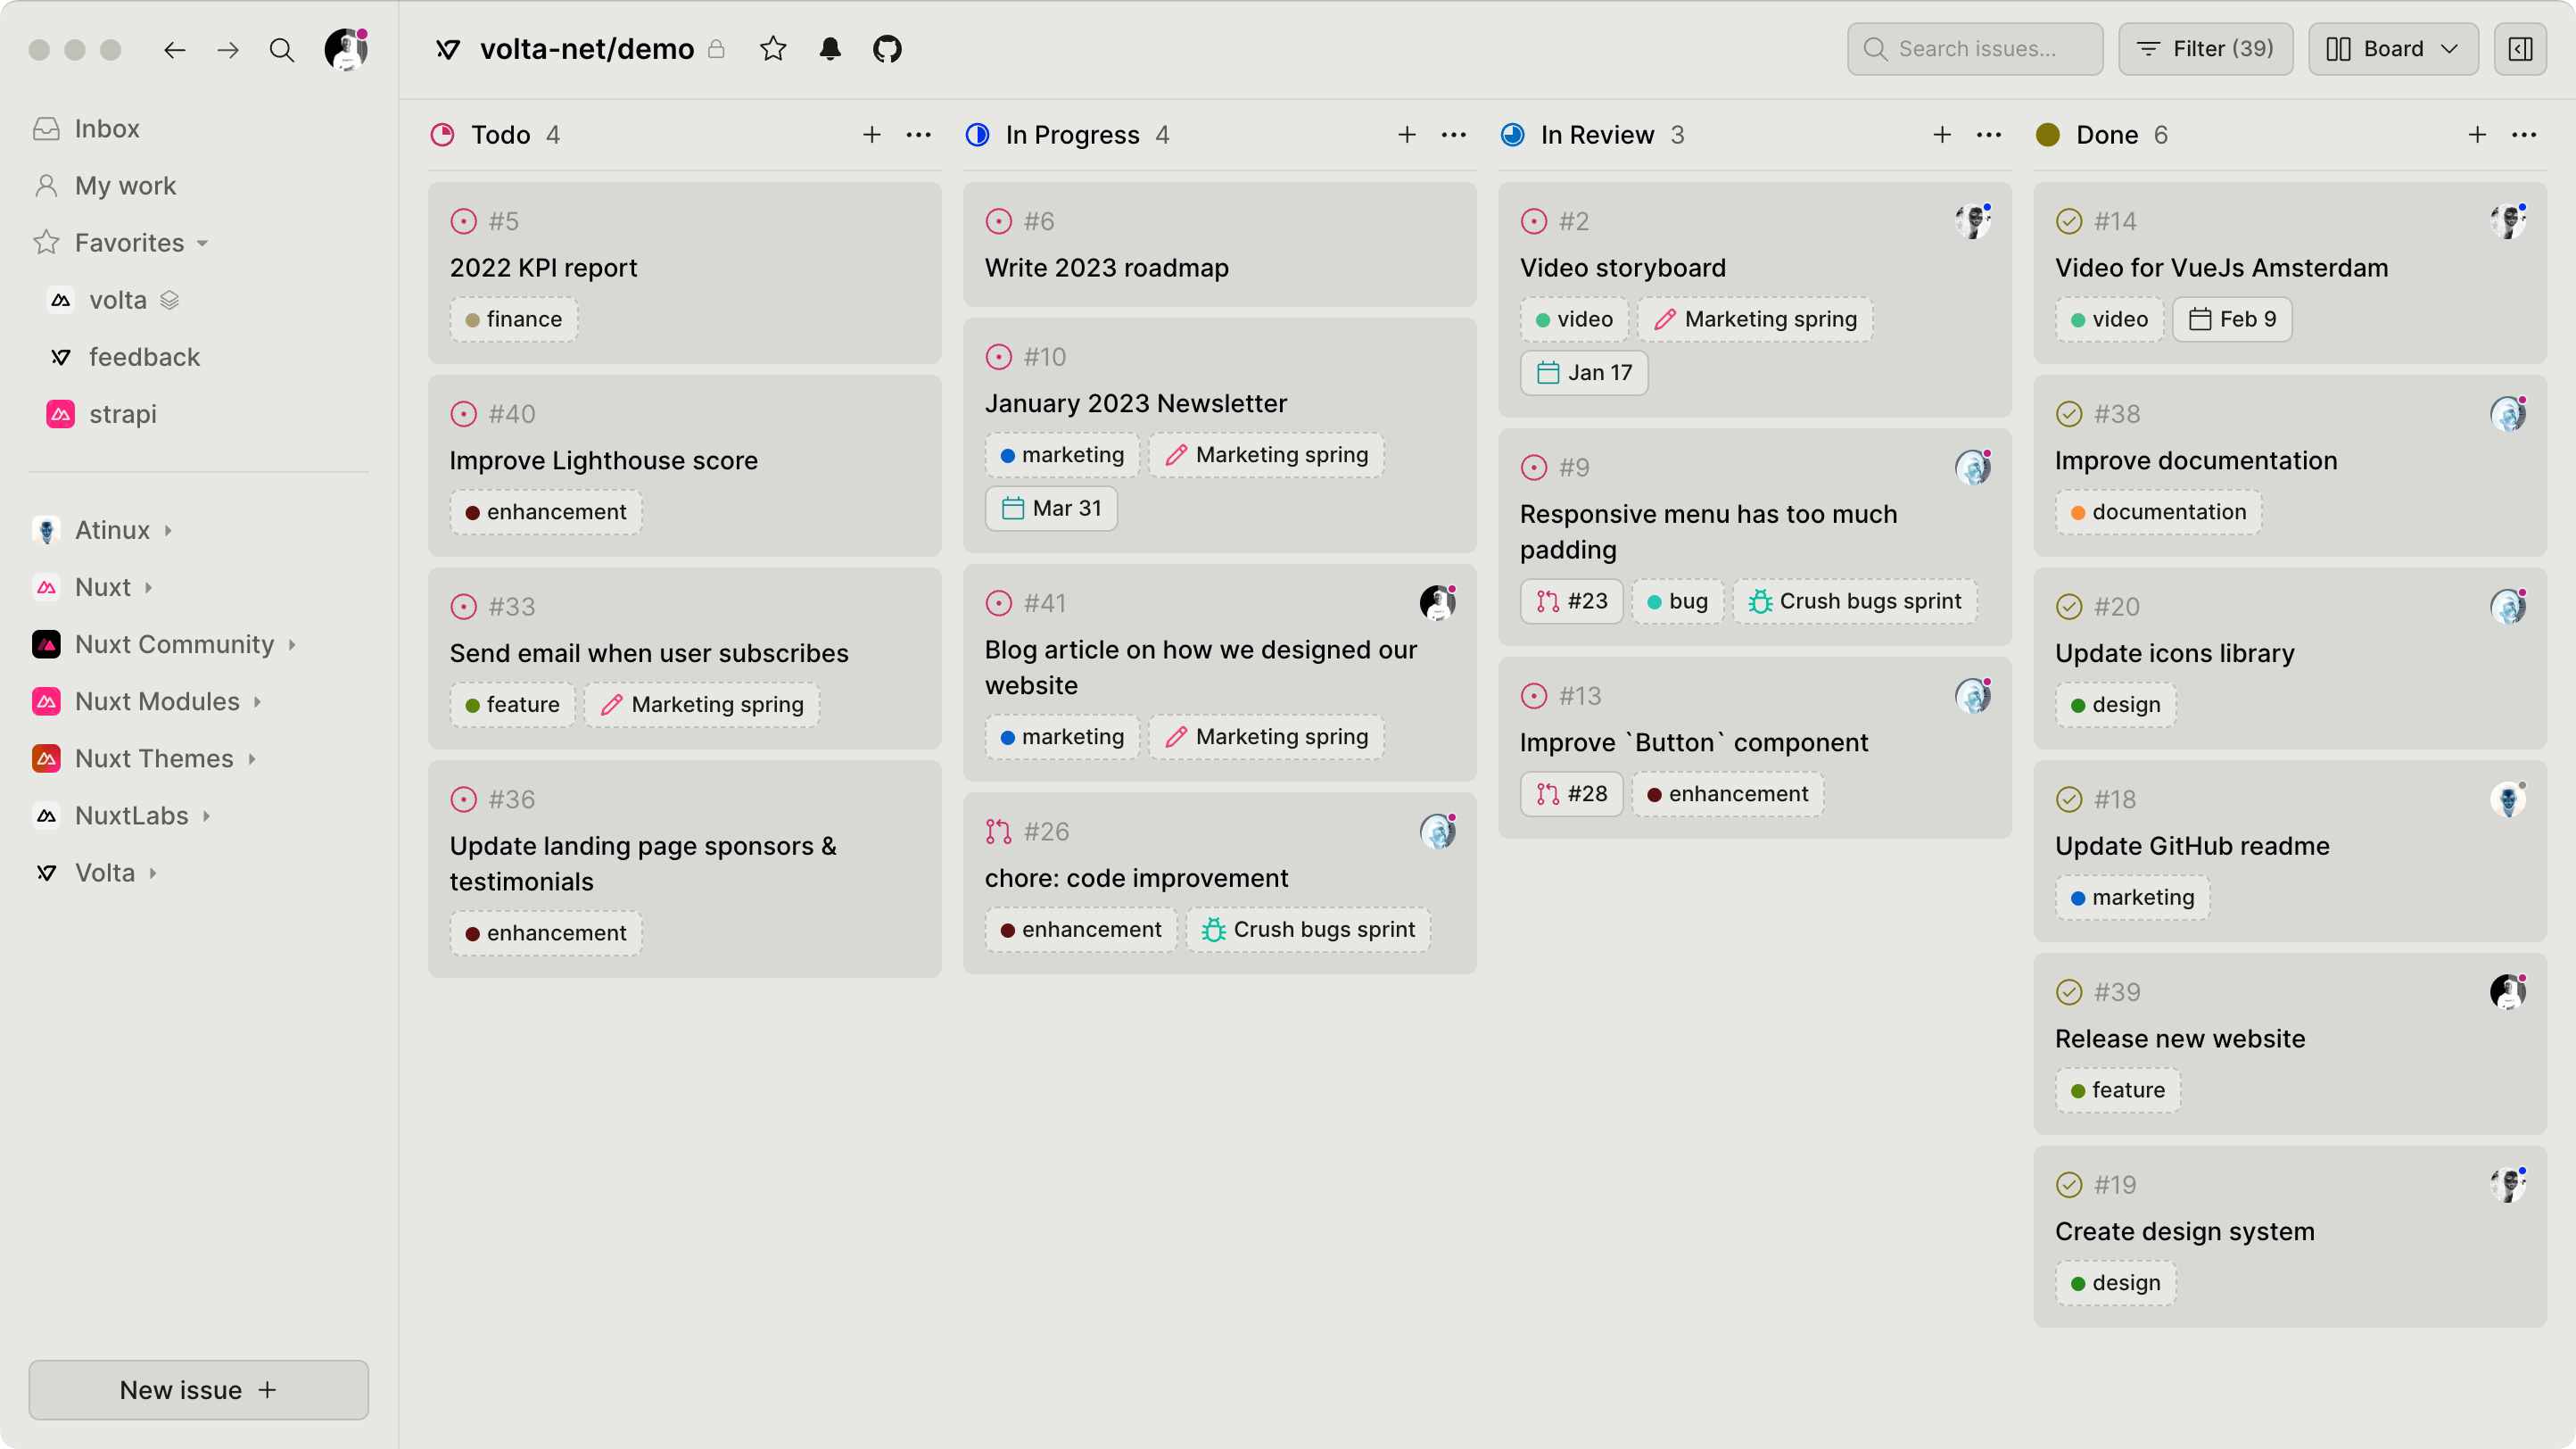 volta-net/demo
Search issues...
Filter (39)
Board
Inbox
My work
Favorites
volta
feedback
strapi
Atinux
Nuxt
Nuxt Community
Nuxt Modules
Nuxt Themes
NuxtLabs
Volta
New issue
Todo 4
#5
2022 KPI report
finance
#40
Improve Lighthouse score
enhancement
#33
Send email when user subscribes
feature Marketing spring
#36
Update landing page sponsors &
testimonials
enhancement
In Progress 4
#6
Write 2023 roadmap
#10
January 2023 Newsletter
marketing Marketing spring
Mar 31
#41
Blog article on how we designed our
website
marketing Marketing spring
#26
chore: code improvement
enhancement Crush bugs sprint
In Review 3
#2
Video storyboard
video Marketing spring
Jan 17
#9
Responsive menu has too much
padding
#23 bug Crush bugs sprint
#13
Improve `Button` component
#28 enhancement
Done 6
#14
Video for VueJs Amsterdam
video Feb 9
#38
Improve documentation
documentation
#20
Update icons library
design
#18
Update GitHub readme
marketing
#39
Release new website
feature
#19
Create design system
design